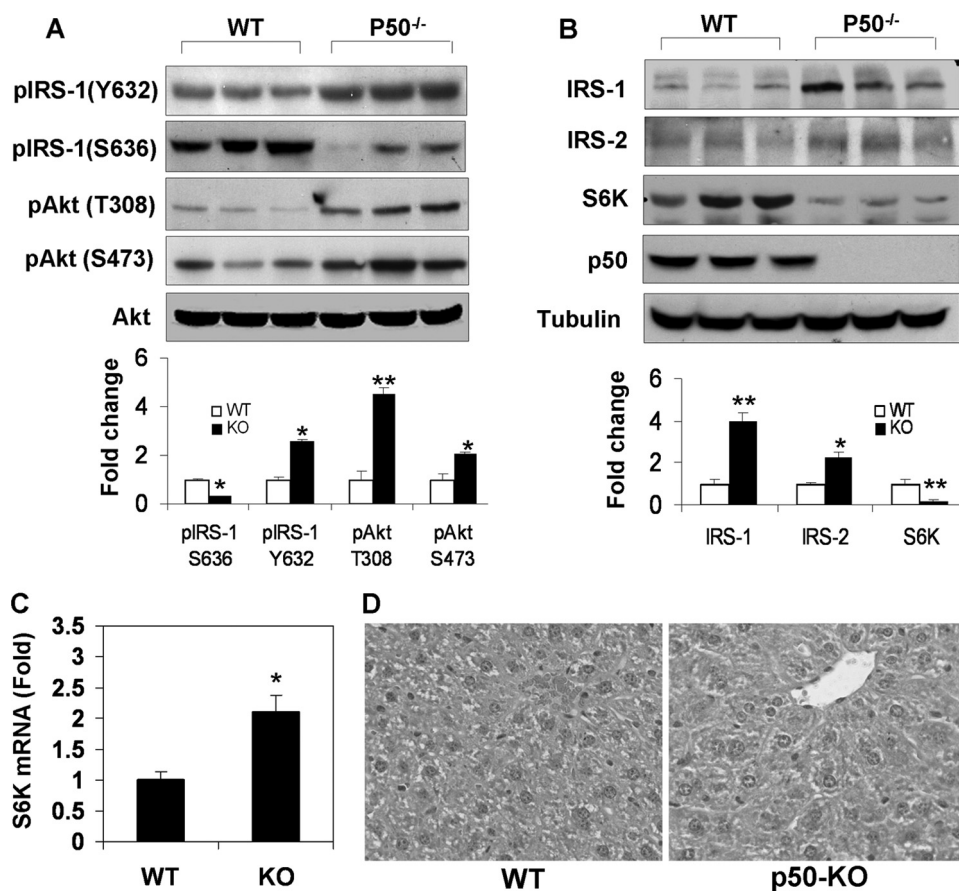 A
WT
P50-/-
pIRS-1(Y632)
pIRS-1(S636)
pAkt (T308)
pAkt (S473)
Akt
Fold change
6
4
2
0
WT
KO
*
*
**
*
pIRS-1 S636
pIRS-1 Y632
pAkt T308
pAkt S473
B
WT
P50-/-
IRS-1
IRS-2
S6K
p50
Tubulin
Fold change
6
4
2
0
WT
KO
**
*
**
IRS-1
IRS-2
S6K
C
S6K mRNA (Fold)
3.5
3
2.5
2
1.5
1
0.5
0
*
WT
KO
D
WT
p50-KO